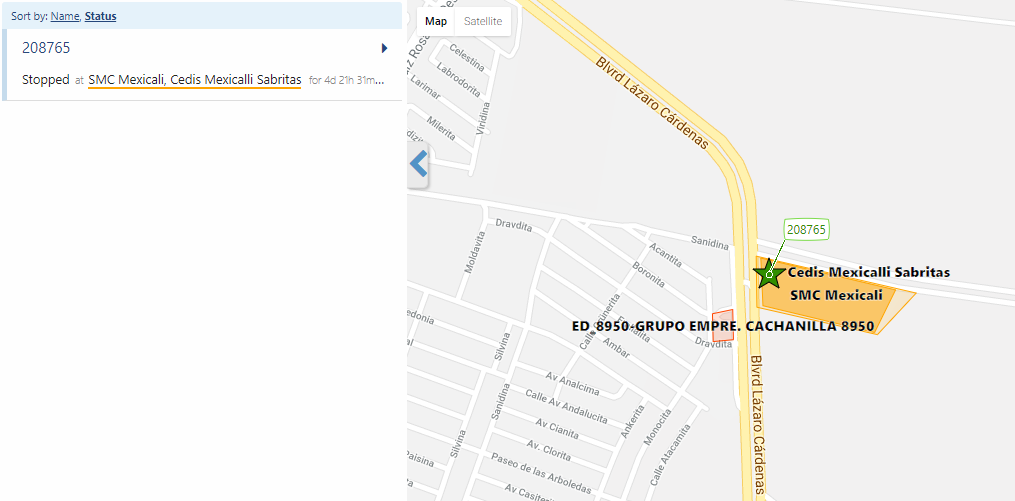 Sort by: Name, Status
208765
Stopped at SMC Mexicali, Cedis Mexicalli Sabritas for 4d 21h 31m...
Map Satellite
Celestina
Labrodorita
Larimar
Viridina
Milerita
Blvrd Lázaro Cárdenas
Dravdita
Sanidina
208765
Moldavita
Acantita
Boronita
Cedis Mexicalli Sabritas
SMC Mexicali
ED 8950-GRUPO EMPRE. CACHANILLA 8950
Silvina
Ambar
Dravdita
Av Analcima
Calle Av Andalucita
Sanidina
Ankerita
Monocita
Av Cianita
Silvina
Av. Clorita
Calle Atacamita
Paisina
Paseo de las Arboledas
Blvrd Lázaro Cárdenas